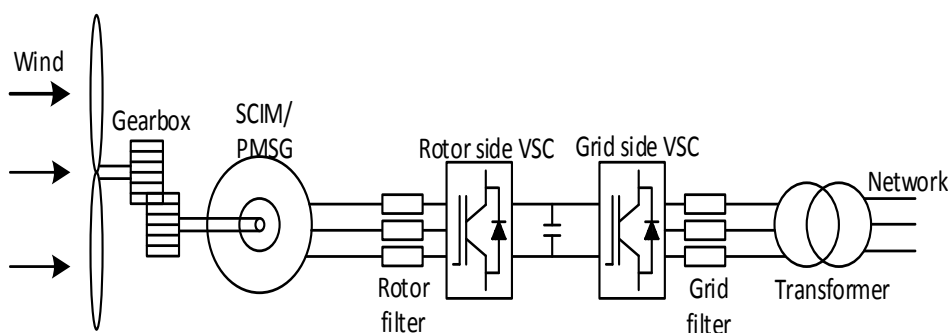 Wind
Gearbox
SCIM/
PMSG
Rotor side VSC
Grid side VSC
Network
Rotor
filter
Grid
filter
Transformer